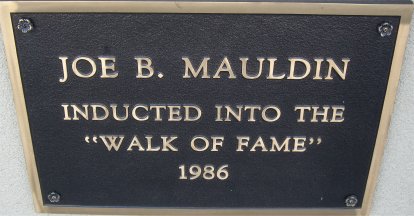 JOE B. MAULDIN
INDUCTED INTO THE
"WALK OF FAME"
1986